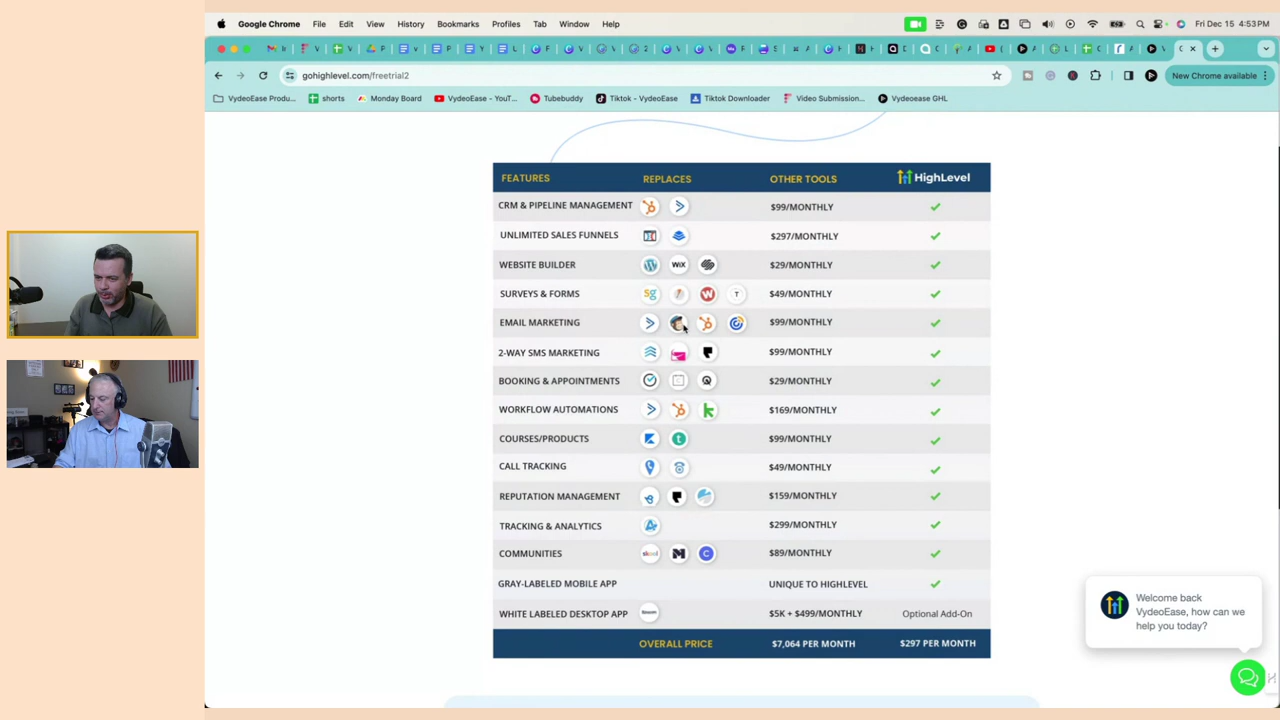 Google Chrome File Edit View History Bookmarks Profiles Tab Window Help Fri Dec 15 4:53 PM
gohighlevel.com/freetrial2 New Chrome available
VydeoEase Produ... shorts Monday Board VydeoEase - YouT... Tubebuddy Tiktok - VydeoEase Tiktok Downloader Video Submission... Vydeoease GHL
FEATURES REPLACES OTHER TOOLS HighLevel
CRM & PIPELINE MANAGEMENT $99/MONTHLY
UNLIMITED SALES FUNNELS $297/MONTHLY
WEBSITE BUILDER WiX $29/MONTHLY
SURVEYS & FORMS sg T $49/MONTHLY
EMAIL MARKETING $99/MONTHLY
2-WAY SMS MARKETING $99/MONTHLY
BOOKING & APPOINTMENTS $29/MONTHLY
WORKFLOW AUTOMATIONS $169/MONTHLY
COURSES/PRODUCTS $99/MONTHLY
CALL TRACKING $49/MONTHLY
REPUTATION MANAGEMENT $159/MONTHLY
TRACKING & ANALYTICS $299/MONTHLY
COMMUNITIES $89/MONTHLY
GRAY-LABELED MOBILE APP UNIQUE TO HIGHLEVEL
WHITE LABELED DESKTOP APP $5K + $499/MONTHLY Optional Add-On
OVERALL PRICE $7,064 PER MONTH $297 PER MONTH
Welcome back
VydeoEase, how can we
help you today?